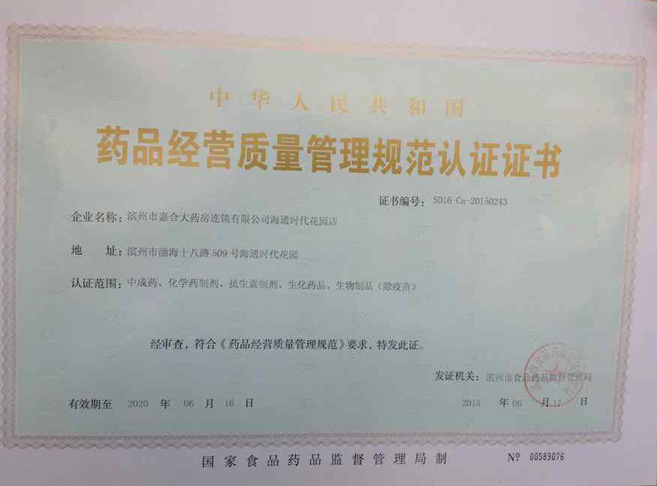 中华人民共和国
药品经营质量管理规范认证证书
证书编号: SD16-Ca-20150243
企业名称: 滨州市嘉合大药房连锁有限公司海通时代花园店
地 址: 滨州市渤海十八路509号海通时代花园
认证范围: 中成药、化学药制剂、抗生素制剂、生化药品、生物制品(除疫苗)
经审查,符合《药品经营质量管理规范》要求,特发此证。
发证机关: 滨州市食品药品监督管理局
有效期至 2020 年 06 月 16 日
2015 年 06 月 17 日
国家食品药品监督管理局制
№ 00589076